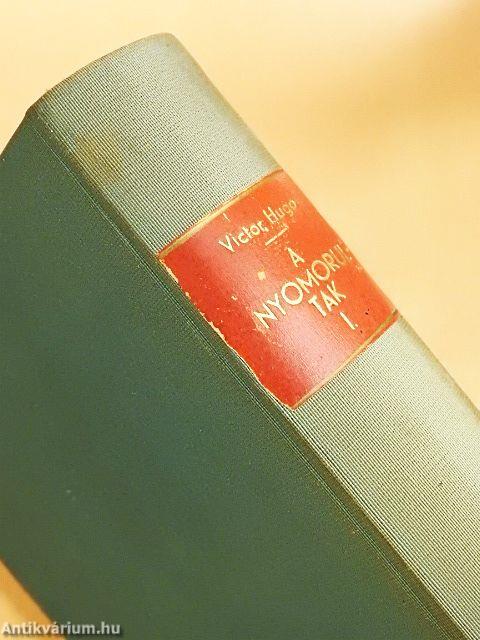 Victor Hugo
A
NYOMORUL-
TAK
I.
Antikvárium.hu